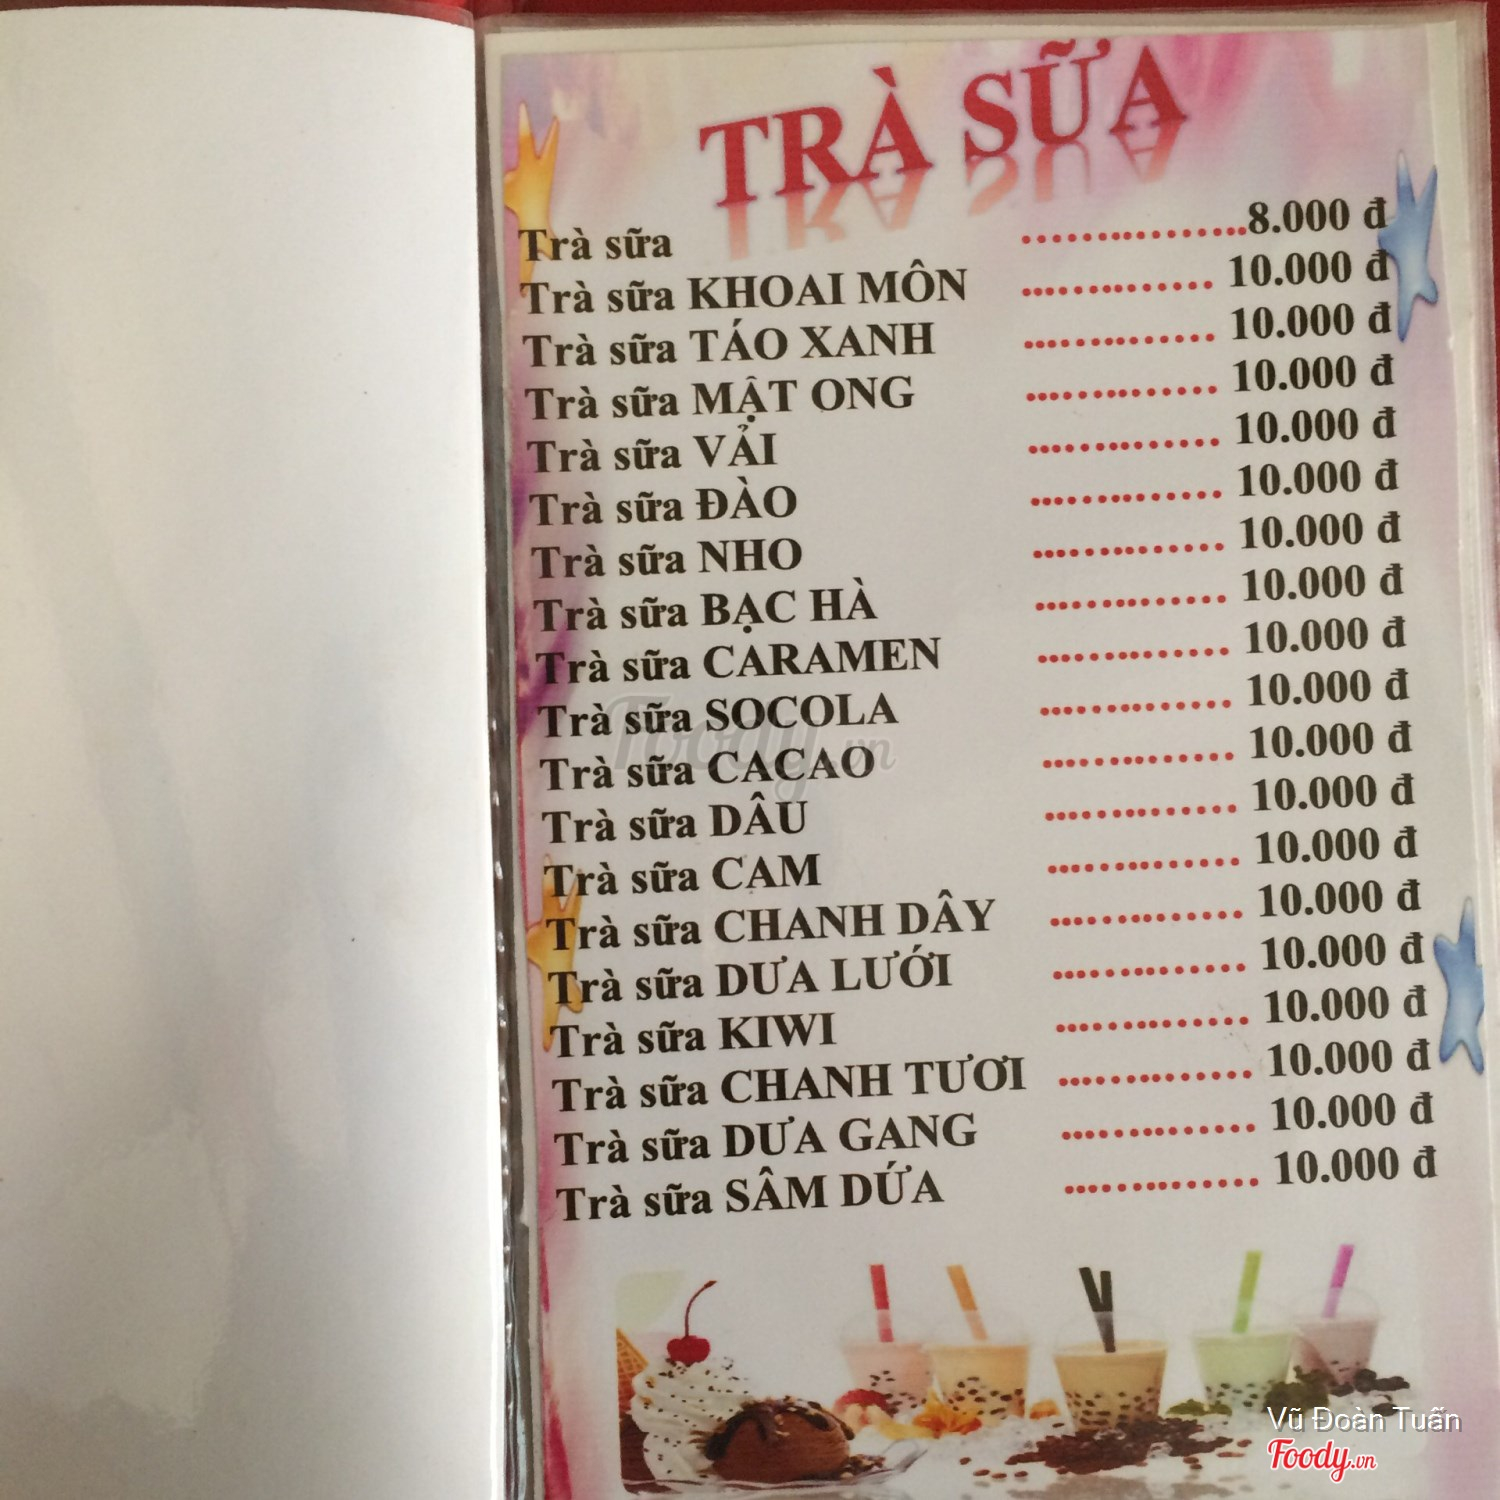 TRÀ SỮA
Trà sữa ................8.000 đ
Trà sữa KHOAI MÔN .............. 10.000 đ
Trà sữa TÁO XANH .............. 10.000 đ
Trà sữa MẬT ONG .............. 10.000 đ
Trà sữa VẢI .............. 10.000 đ
Trà sữa ĐÀO .............. 10.000 đ
Trà sữa NHO .............. 10.000 đ
Trà sữa BẠC HÀ .............. 10.000 đ
Trà sữa CARAMEN .............. 10.000 đ
Trà sữa SOCOLA .............. 10.000 đ
Trà sữa CACAO .............. 10.000 đ
Trà sữa DÂU .............. 10.000 đ
Trà sữa CAM .............. 10.000 đ
Trà sữa CHANH DÂY .............. 10.000 đ
Trà sữa DƯA LƯỚI .............. 10.000 đ
Trà sữa KIWI .............. 10.000 đ
Trà sữa CHANH TƯƠI .............. 10.000 đ
Trà sữa DƯA GANG .............. 10.000 đ
Trà sữa SÂM DỨA .............. 10.000 đ
Foody.vn
Vũ Đoàn Tuấn
Foody.vn